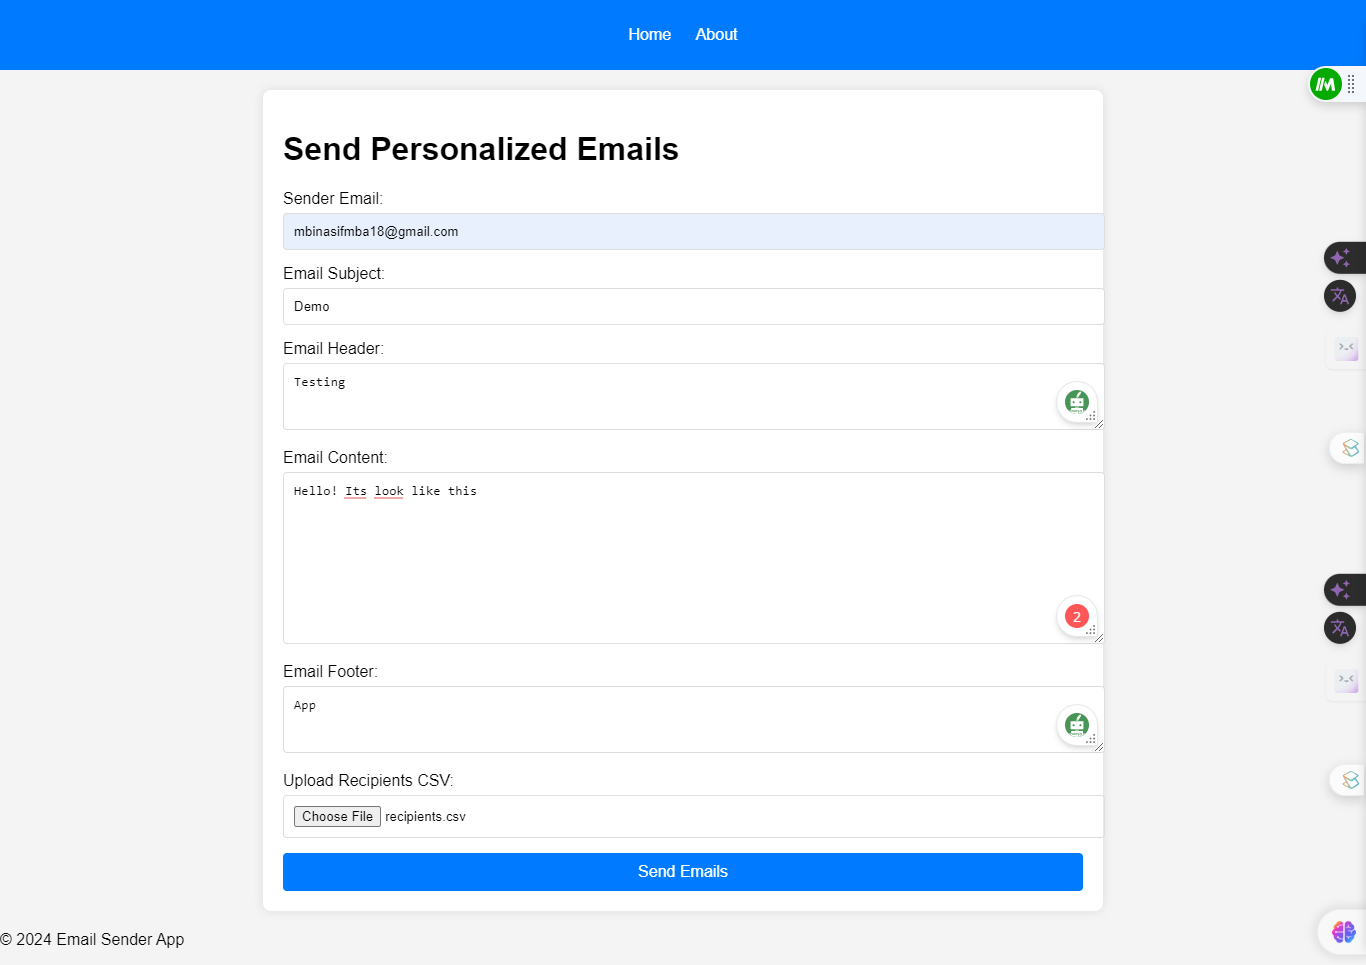 Home About
Send Personalized Emails
Sender Email:
mbinasifmba18@gmail.com
Email Subject:
Demo
Email Header:
Testing
Email Content:
Hello! Its look like this
2
Email Footer:
App
Upload Recipients CSV:
Choose File recipients.csv
Send Emails
© 2024 Email Sender App